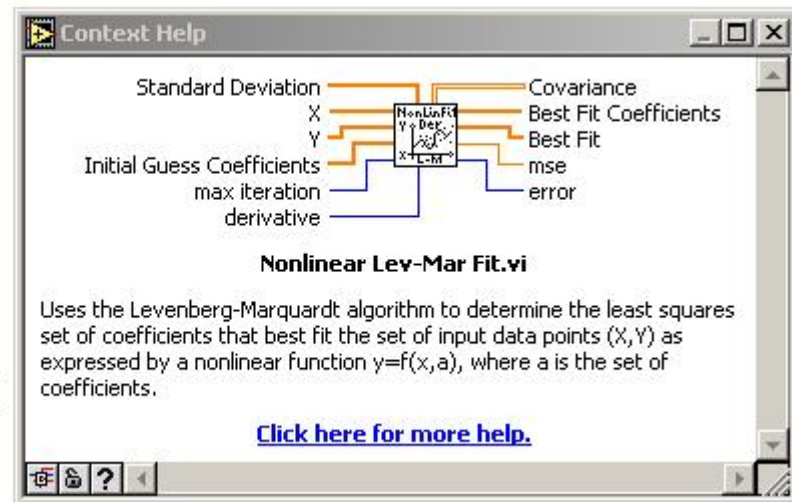 Context Help
Standard Deviation
Covariance
X
Best Fit Coefficients
Y
Best Fit
Initial Guess Coefficients
mse
max iteration
error
derivative
NonLinFit
Y + Der
X L-M
Nonlinear Lev-Mar Fit.vi
Uses the Levenberg-Marquardt algorithm to determine the least squares
set of coefficients that best fit the set of input data points (X,Y) as
expressed by a nonlinear function y=f(x,a), where a is the set of
coefficients.
Click here for more help.
?